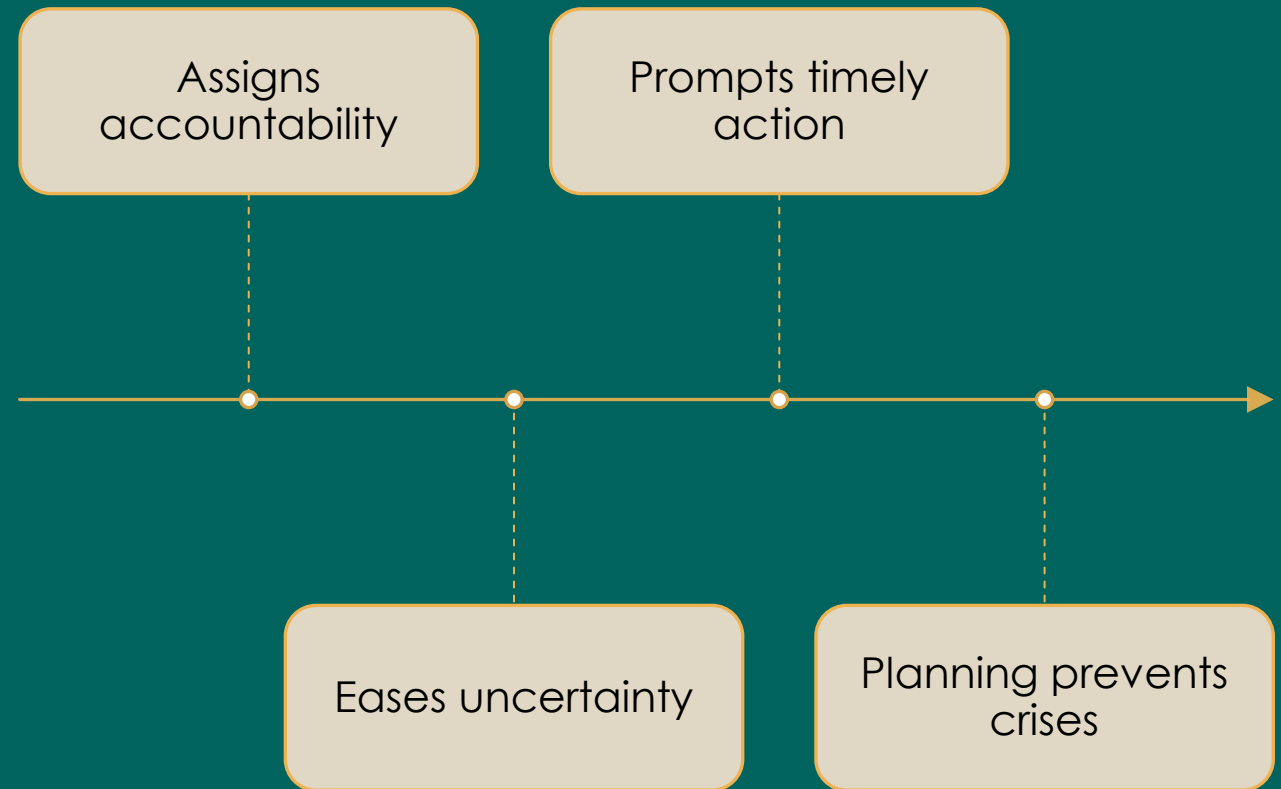 Assigns
accountability
Prompts timely
action
Eases uncertainty
Planning prevents
crises